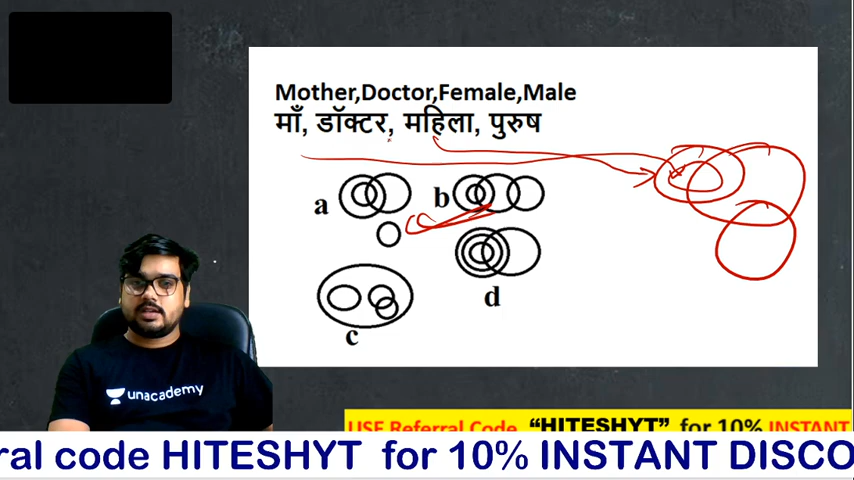 Mother,Doctor,Female,Male
माँ, डॉक्टर, महिला, पुरुष
a
b
c
d
unacademy
USE Referral Code "HITESHYT" for 10% INSTANT
ral code HITESHYT for 10% INSTANT DISCO